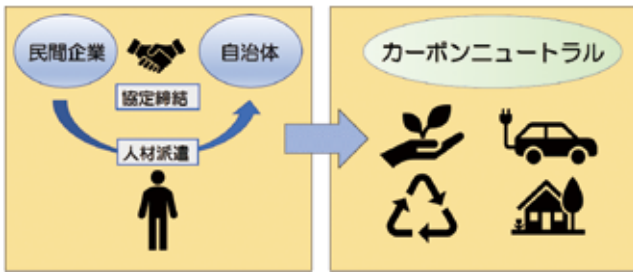 民間企業
自治体
協定締結
人材派遣
カーボンニュートラル